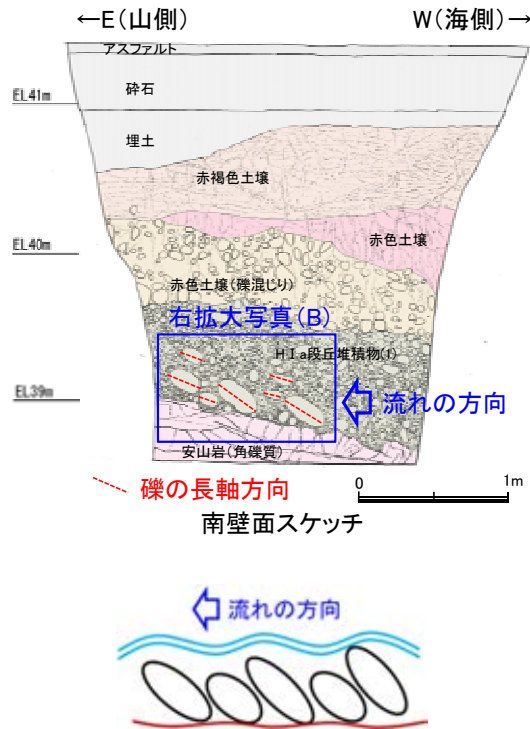 ←E(山側)
W(海側)→
アスファルト
EL41m
砕石
埋土
赤褐色土壌
赤色土壌
EL40m
赤色土壌(礫混じり)
右拡大写真(B)
HⅠa段丘堆積物(Ⅰ)
EL39m
流れの方向
安山岩(角礫質)
礫の長軸方向
0
1m
南壁面スケッチ
流れの方向